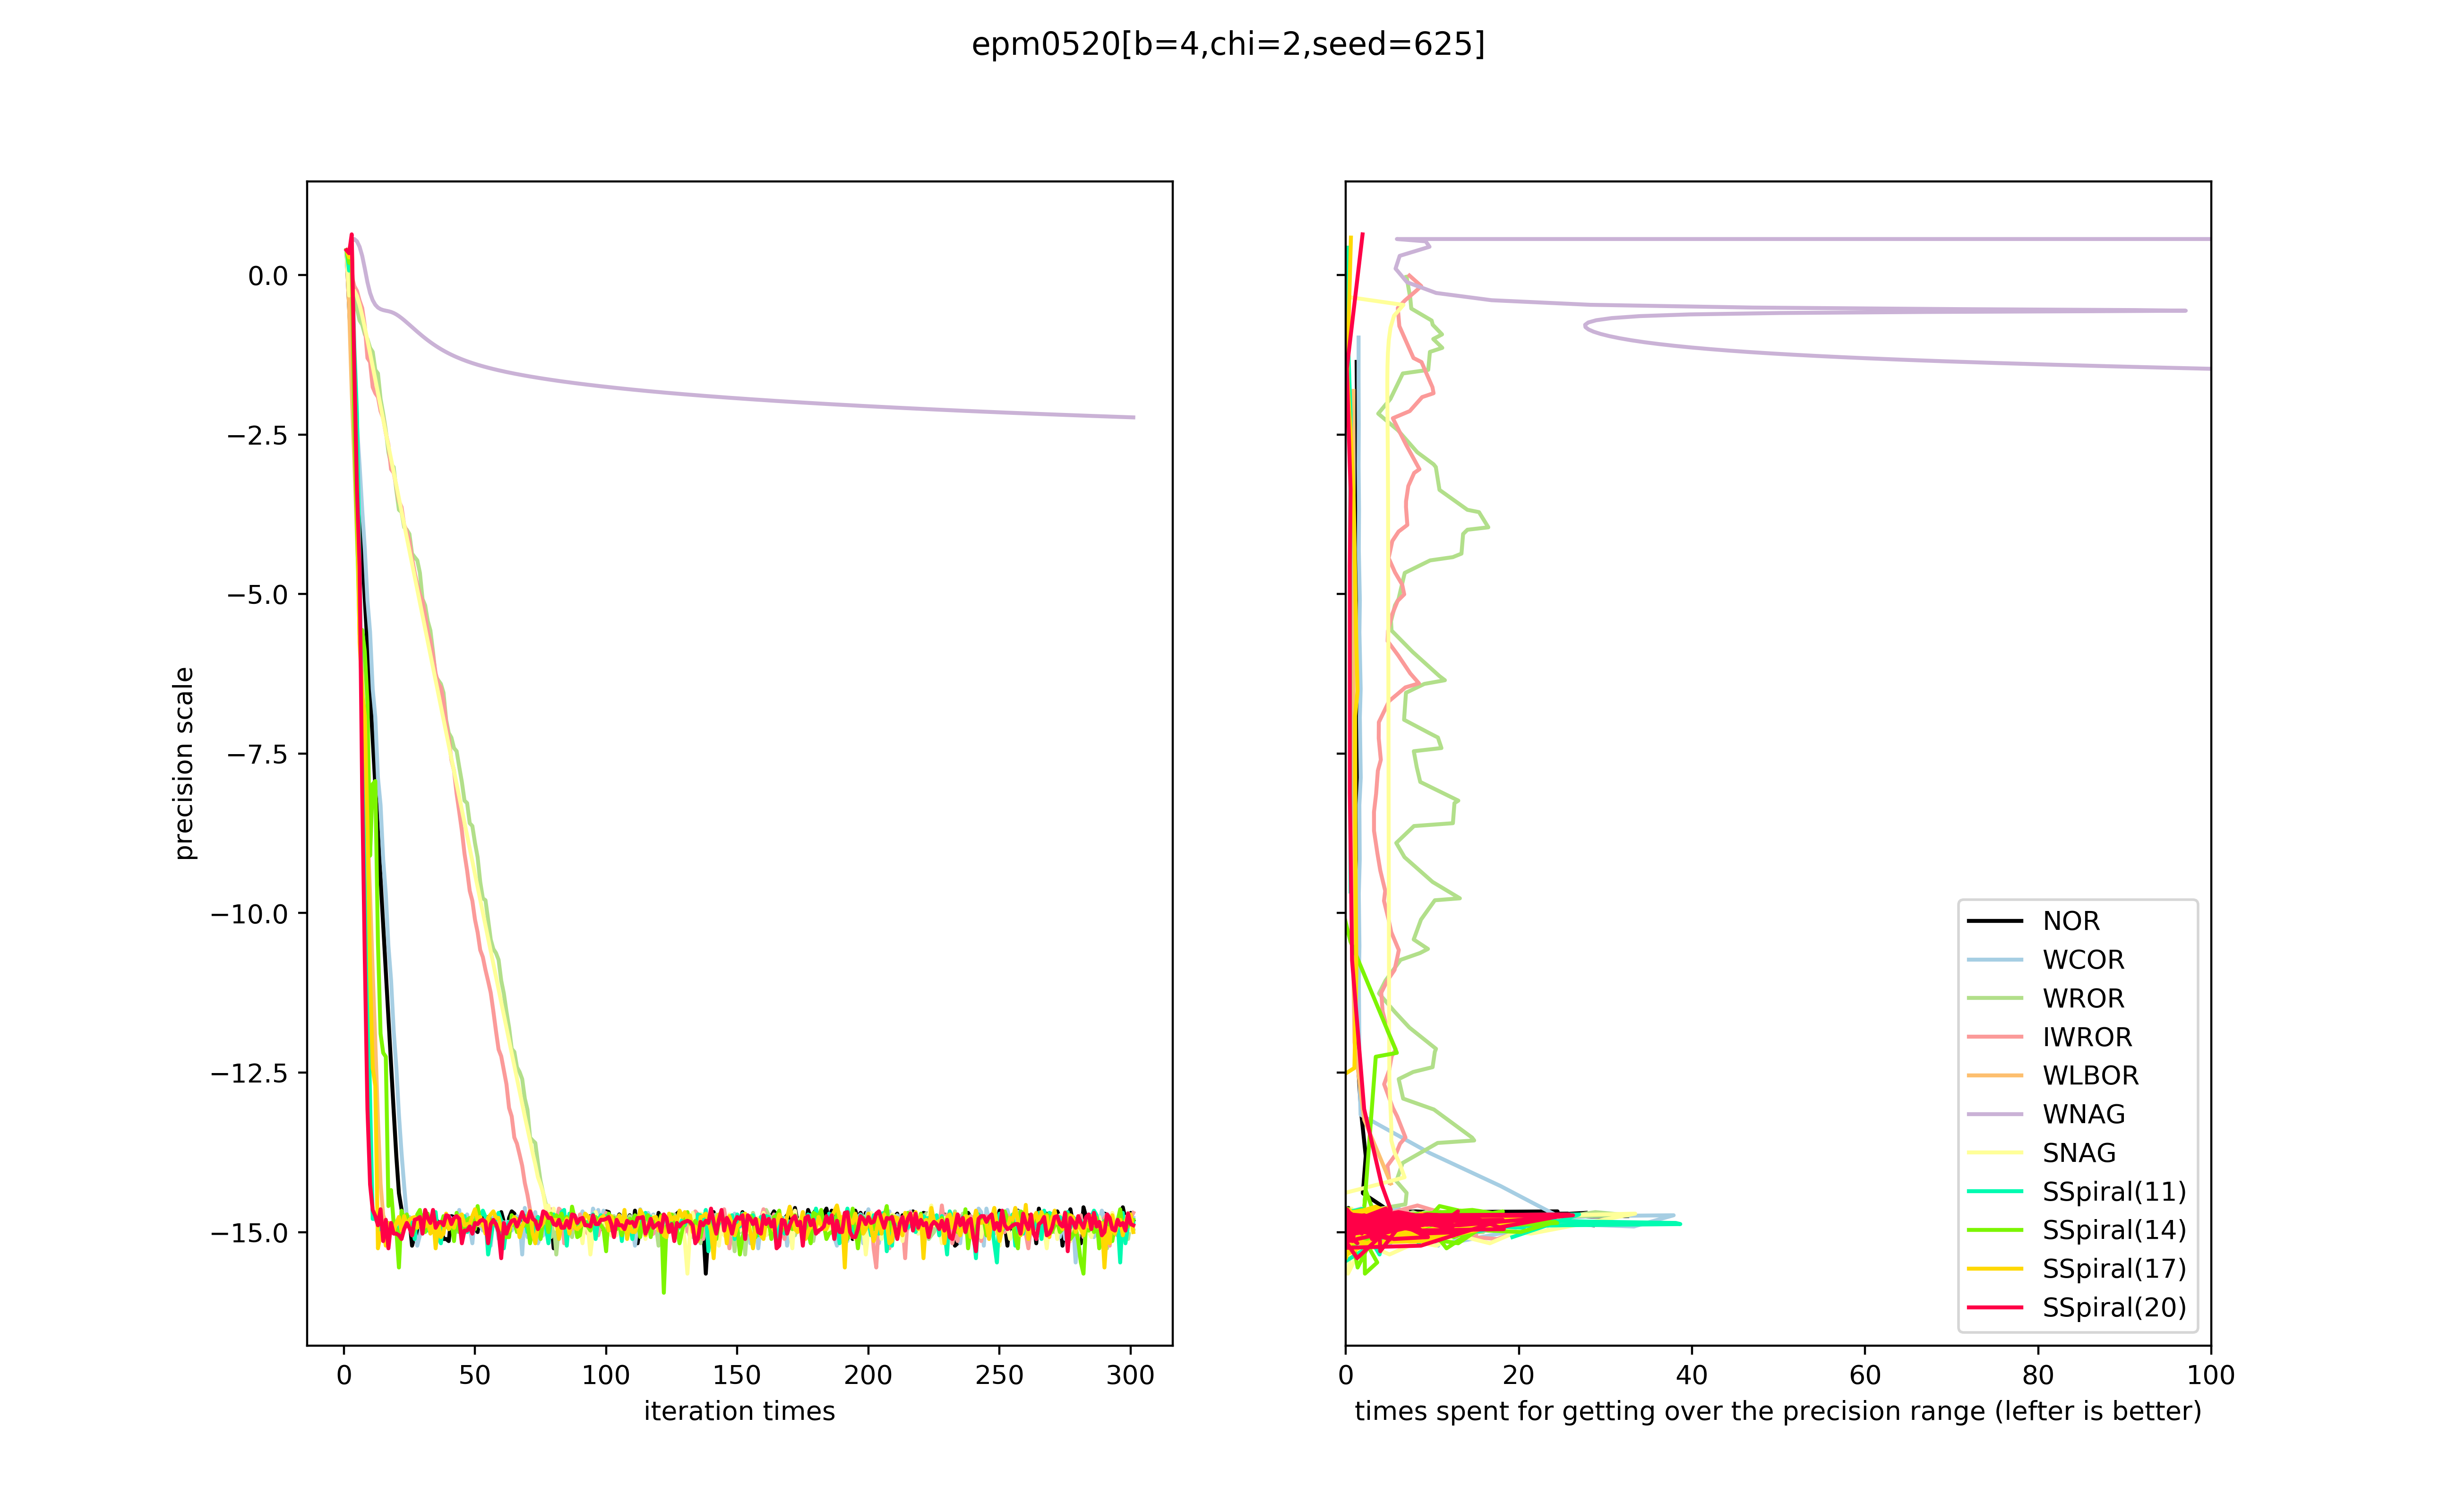 epm0520[b=4,chi=2,seed=625]
precision scale
0.0
−2.5
−5.0
−7.5
−10.0
−12.5
−15.0
0 50 100 150 200 250 300
iteration times
0 20 40 60 80 100
times spent for getting over the precision range (lefter is better)
NOR
WCOR
WROR
IWROR
WLBOR
WNAG
SNAG
SSpiral(11)
SSpiral(14)
SSpiral(17)
SSpiral(20)